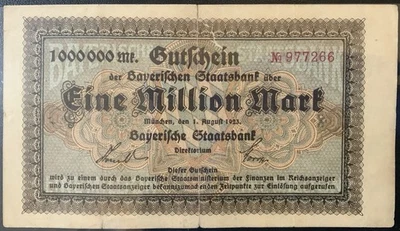 1000000 Mk. Gutschein
№ 977266
der Bayerischen Staatsbank über
Eine Million Mark
München, den 1. August 1923.
Bayerische Staatsbank
Direktorium
Dieser Gutschein
wird zu einem durch das Bayerische Staatsministerium der Finanzen im Reichsanzeiger
und Bayerischen Staatsanzeiger bekanntzumachenden Zeitpunkte zur Einlösung aufgerufen.